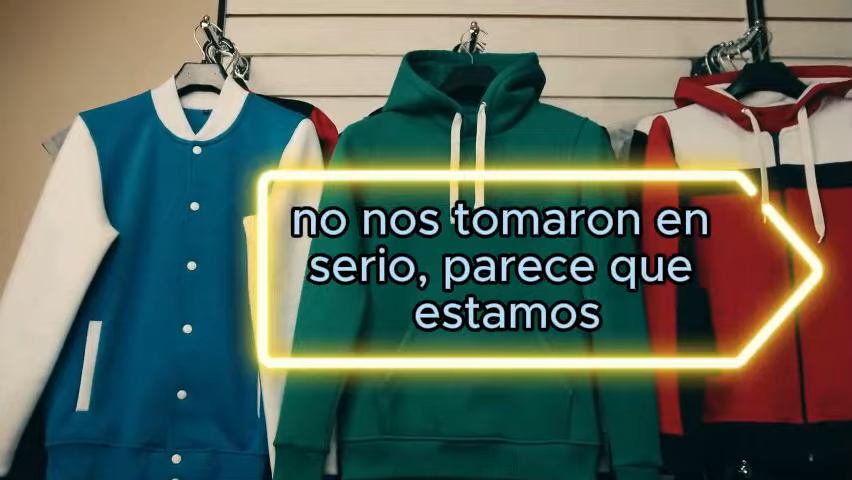 no nos tomaron en
serio, parece que
estamos